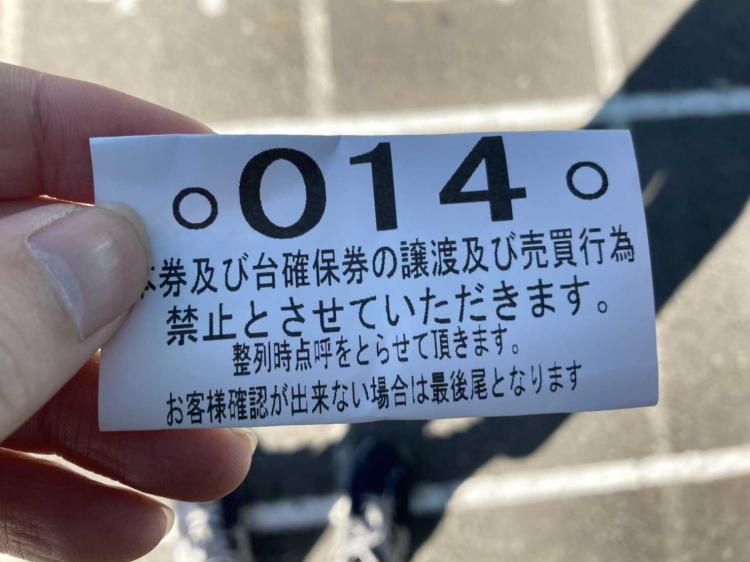 ○014○
本券及び台確保券の譲渡及び売買行為
禁止とさせていただきます。
整列時点呼をとらせて頂きます。
お客様確認が出来ない場合は最後尾となります